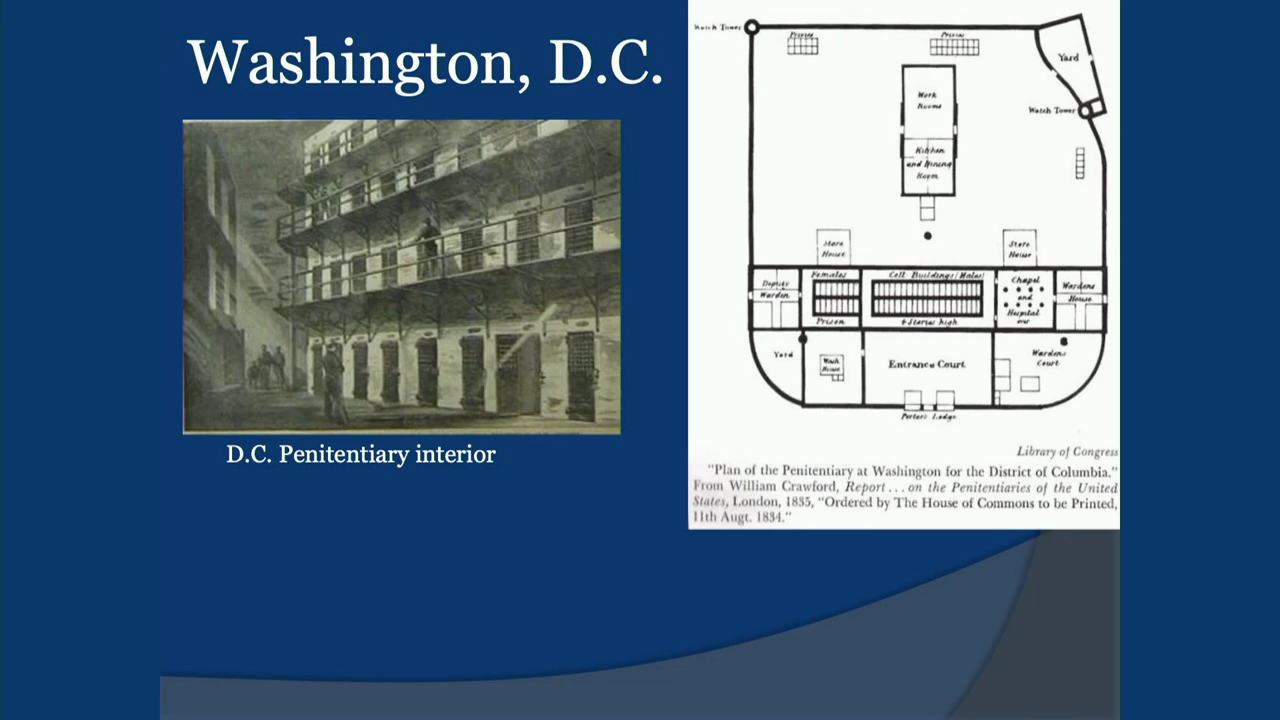 Washington, D.C.
D.C. Penitentiary interior
Watch Tower
Privies
Privies
Yard
Watch Tower
Work
Rooms
Kitchen
and Dining
Room
Store
House
Store
House
Females
Cell Buildings (Males)
Chapel
and
Hospital
Deputy
Warden
Wardens
House
Prison
4 Stories high
Yard
Wash
House
Entrance Court
Wardens
Court
Porters Lodge
Library of Congress
"Plan of the Penitentiary at Washington for the District of Columbia."
From William Crawford, Report ... on the Penitentiaries of the United
States, London, 1835, "Ordered by The House of Commons to be Printed,
11th Augt. 1834."